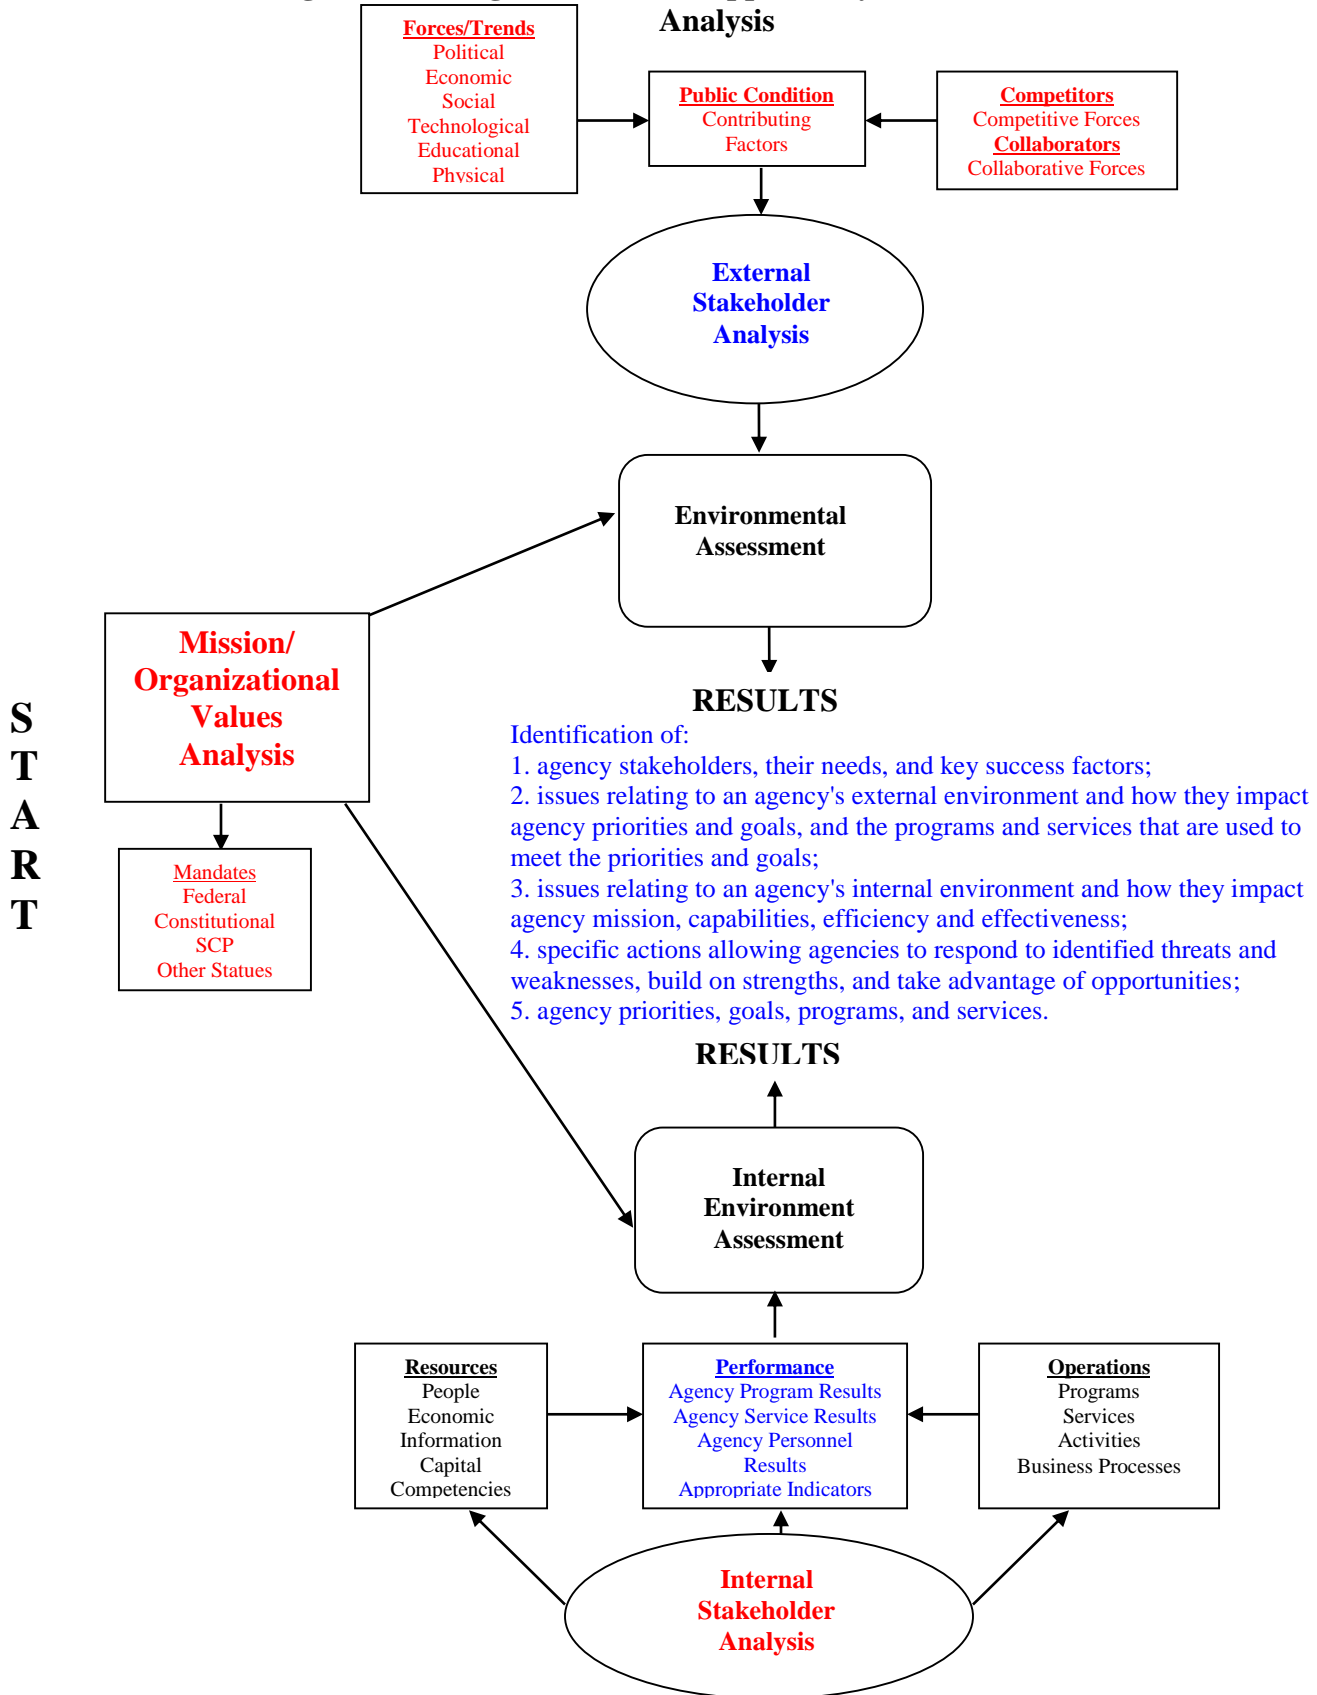 Analysis
Forces/Trends
Political
Economic
Social
Technological
Educational
Physical
Public Condition
Contributing
Factors
Competitors
Competitive Forces
Collaborators
Collaborative Forces
External
Stakeholder
Analysis
Environmental
Assessment
S
T
A
R
T
Mission/
Organizational
Values
Analysis
Mandates
Federal
Constitutional
SCP
Other Statues
RESULTS
Identification of:
1. agency stakeholders, their needs, and key success factors;
2. issues relating to an agency's external environment and how they impact
agency priorities and goals, and the programs and services that are used to
meet the priorities and goals;
3. issues relating to an agency's internal environment and how they impact
agency mission, capabilities, efficiency and effectiveness;
4. specific actions allowing agencies to respond to identified threats and
weaknesses, build on strengths, and take advantage of opportunities;
5. agency priorities, goals, programs, and services.
RESULTS
Internal
Environment
Assessment
Resources
People
Economic
Information
Capital
Competencies
Performance
Agency Program Results
Agency Service Results
Agency Personnel
Results
Appropriate Indicators
Operations
Programs
Services
Activities
Business Processes
Internal
Stakeholder
Analysis